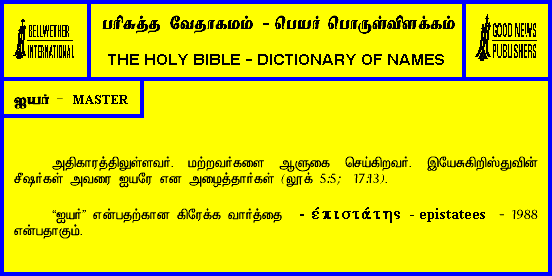 BELLWETHER
INTERNATIONAL
பரிசுத்த வேதாகமம் - பெயர் பொருள்விளக்கம்
THE HOLY BIBLE - DICTIONARY OF NAMES
GOOD NEWS
PUBLISHERS
ஐயர் - MASTER
அதிகாரத்திலுள்ளவர். மற்றவர்களை ஆளுகை செய்கிறவர். இயேசுகிறிஸ்துவின்
சீஷர்கள் அவரை ஐயரே என அழைத்தார்கள் (லூக் 5:5; 17:13).
"ஐயர்" என்பதற்கான கிரேக்க வார்த்தை - ἐπιστάτης - epistatees - 1988
என்பதாகும்.